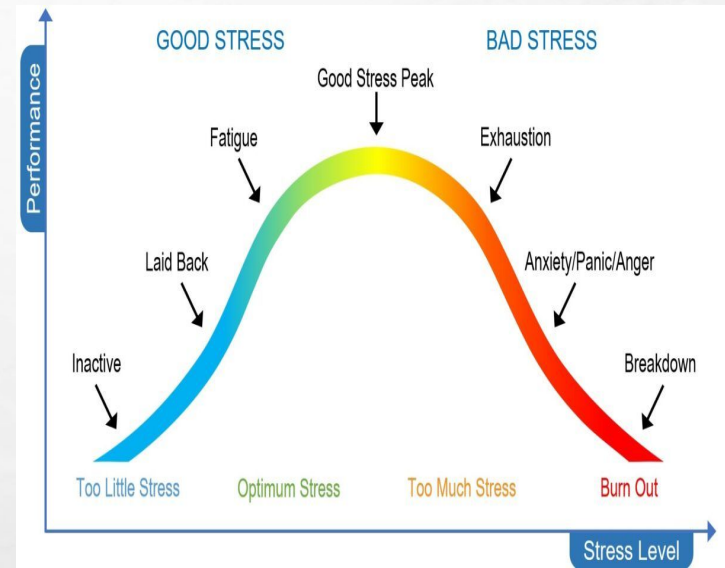 GOOD STRESS
BAD STRESS
Good Stress Peak
Fatigue
Exhaustion
Performance
Laid Back
Anxiety/Panic/Anger
Inactive
Breakdown
Too Little Stress
Optimum Stress
Too Much Stress
Burn Out
Stress Level